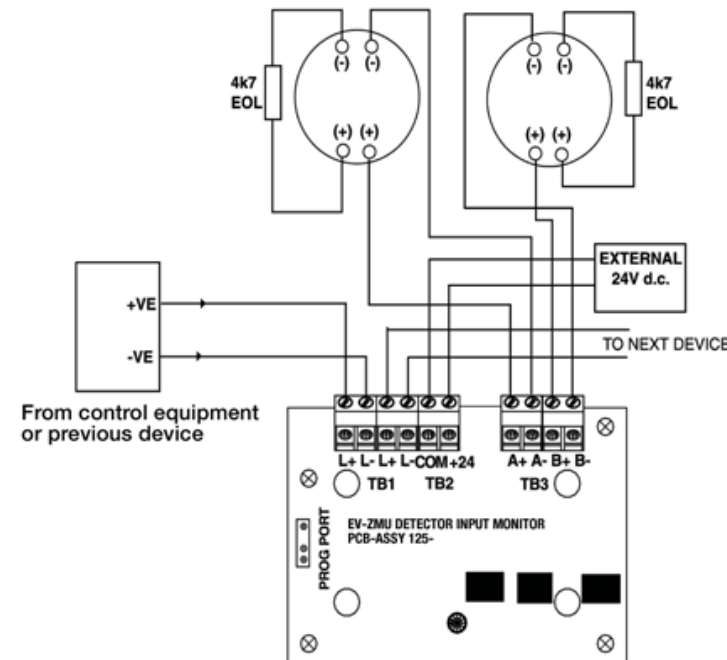 (-) (-)
4k7
EOL
(+) (+)
(-) (-)
4k7
EOL
(+) (+)
EXTERNAL
24V d.c.
+VE
-VE
TO NEXT DEVICE
From control equipment
or previous device
L+ L- L+ L- COM +24
A+ A- B+ B-
TB1
TB2
TB3
PROG PORT
EV-ZMU DETECTOR INPUT MONITOR
PCB-ASSY 125-